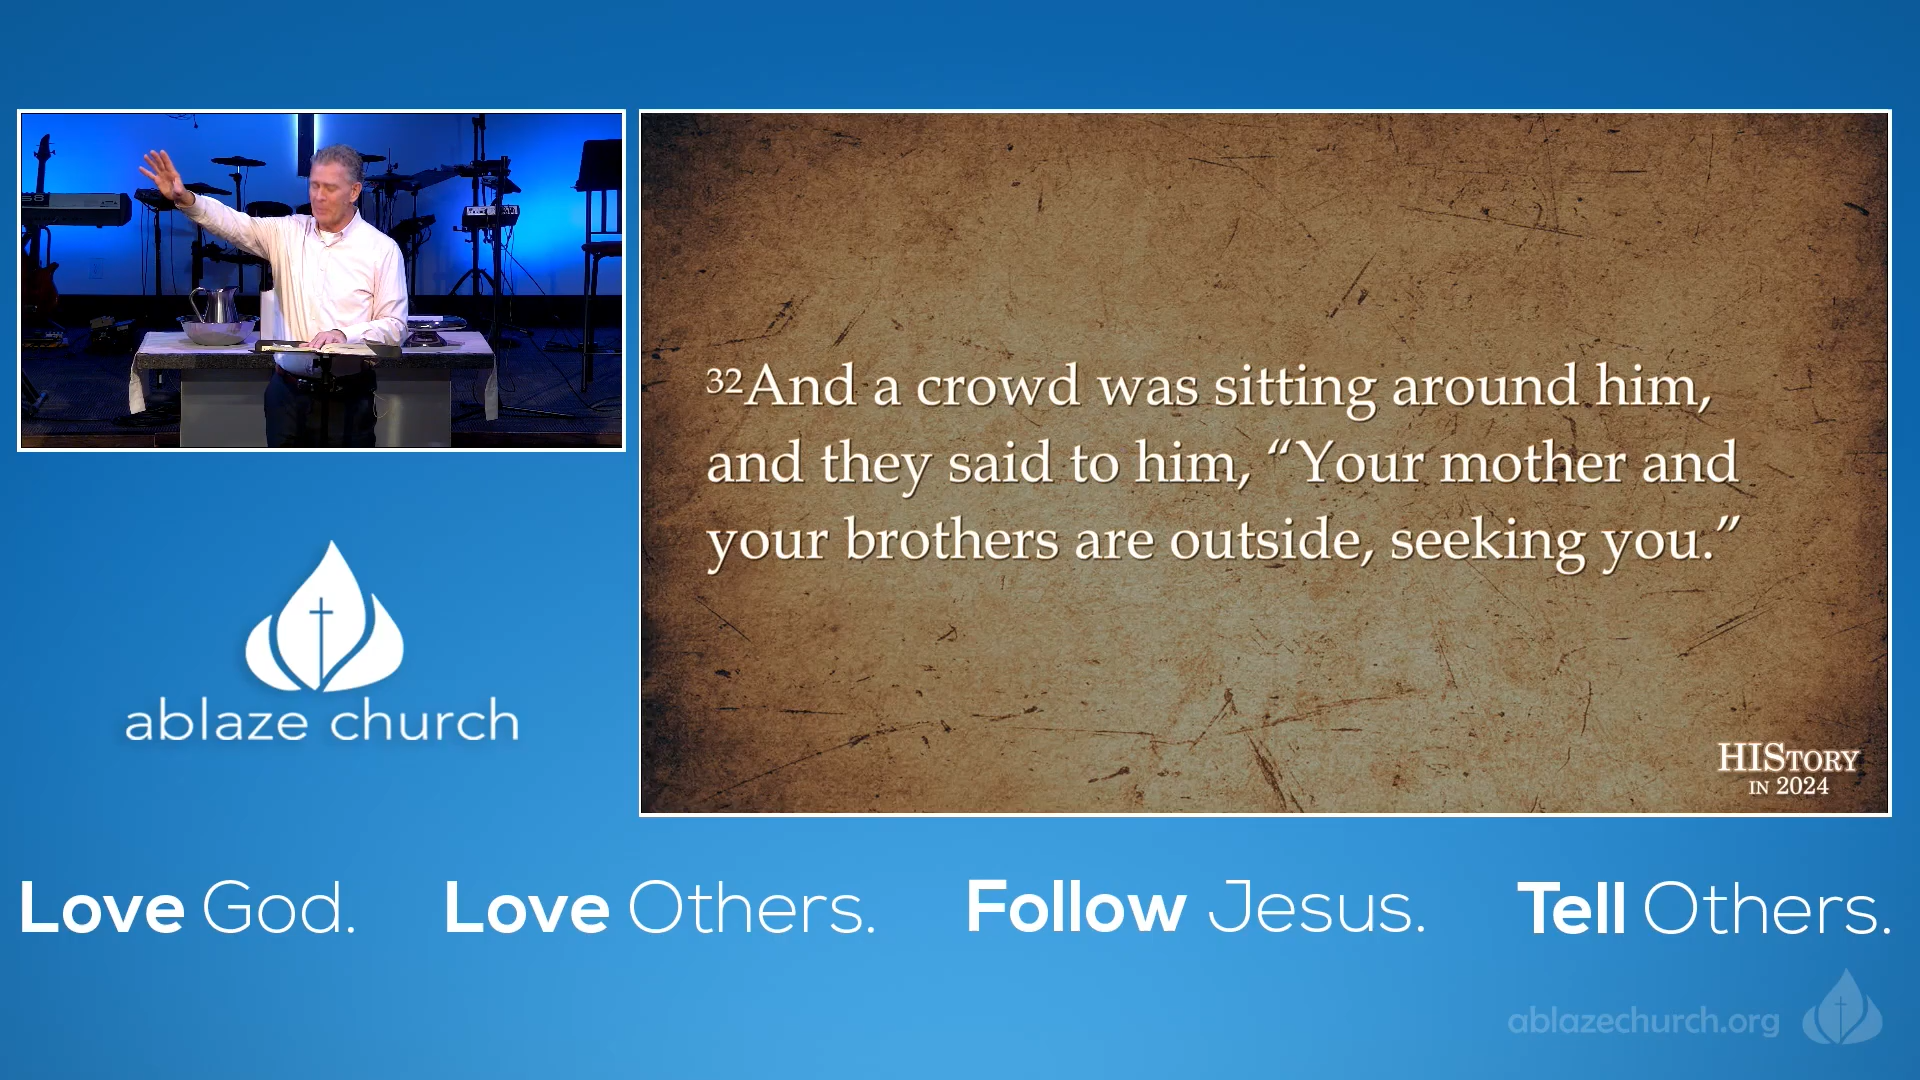 32And a crowd was sitting around him,
and they said to him, “Your mother and
your brothers are outside, seeking you.”
HISTORY
IN 2024
ablaze church
Love God. Love Others. Follow Jesus. Tell Others.
ablazechurch.org